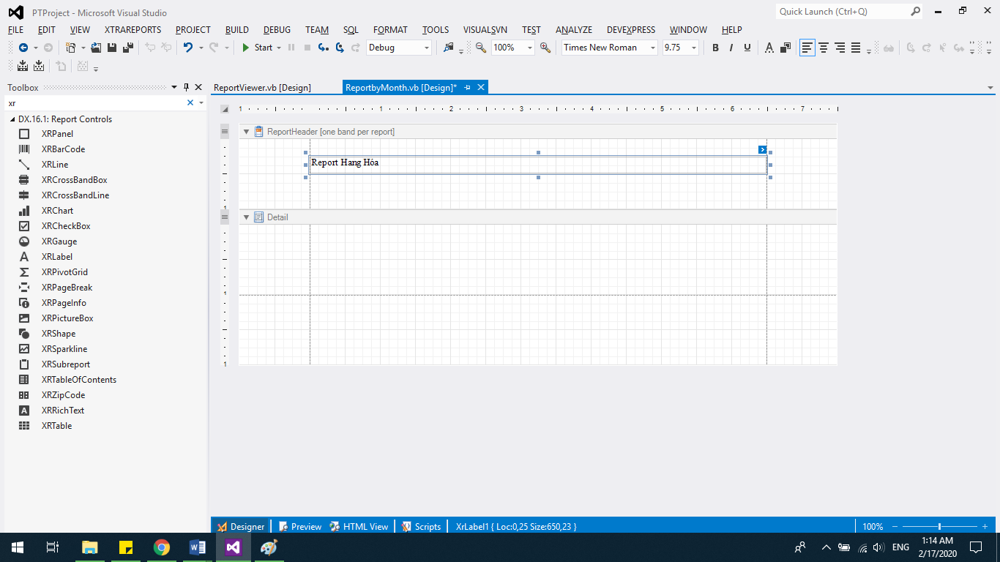 PTProject - Microsoft Visual Studio
Quick Launch (Ctrl+Q)
FILE EDIT VIEW XTRAREPORTS PROJECT BUILD DEBUG TEAM SQL FORMAT TOOLS VISUALSVN TEST ANALYZE DEVEXPRESS WINDOW HELP
Start Debug 100% Times New Roman 9.75 B I U A
Toolbox
ReportViewer.vb [Design] ReportbyMonth.vb [Design]*
xr
1 1 2 3 4 5 6 7
DX.16.1: Report Controls
XRPanel
XRBarCode
XRLine
XRCrossBandBox
XRCrossBandLine
XRChart
XRCheckBox
XRGauge
XRLabel
XRPivotGrid
XRPageBreak
XRPageInfo
XRPictureBox
XRShape
XRSparkline
XRSubreport
XRTableOfContents
XRZipCode
XRRichText
XRTable
ReportHeader [one band per report]
Report Hang Hóa
1
Detail
1
1
Designer Preview HTML View Scripts XrLabel1 { Loc:0,25 Size:650,23 } 100%
ENG
1:14 AM
2/17/2020